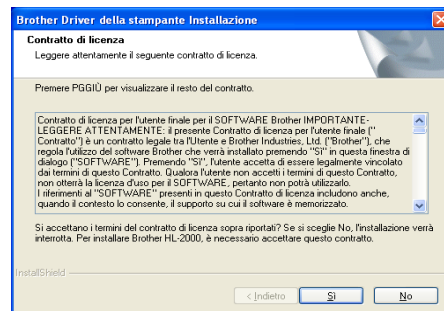 Brother Driver della stampante Installazione
Contratto di licenza
Leggere attentamente il seguente contratto di licenza.
Premere PGGIÙ per visualizzare il resto del contratto.
Contratto di licenza per l'utente finale per il SOFTWARE Brother IMPORTANTE-
LEGGERE ATTENTAMENTE: il presente Contratto di licenza per l'utente finale ("
Contratto") è un contratto legale tra l'Utente e Brother Industries, Ltd. ("Brother"), che
regola l'utilizzo del software Brother che verrà installato premendo "Sì" in questa finestra di
dialogo ("SOFTWARE"). Premendo "Sì", l'utente accetta di essere legalmente vincolato
dai termini di questo Contratto. Qualora l'utente non accetti i termini di questo Contratto,
non otterrà la licenza d'uso per il SOFTWARE, pertanto non potrà utilizzarlo.
I riferimenti al "SOFTWARE" presenti in questo Contratto di licenza includono anche,
quando il contesto lo consente, il supporto su cui il software è memorizzato.
Si accettano i termini del contratto di licenza sopra riportati? Se si sceglie No, l'installazione verrà
interrotta. Per installare Brother HL-2000, è necessario accettare questo contratto.
InstallShield
< Indietro
Sì
No